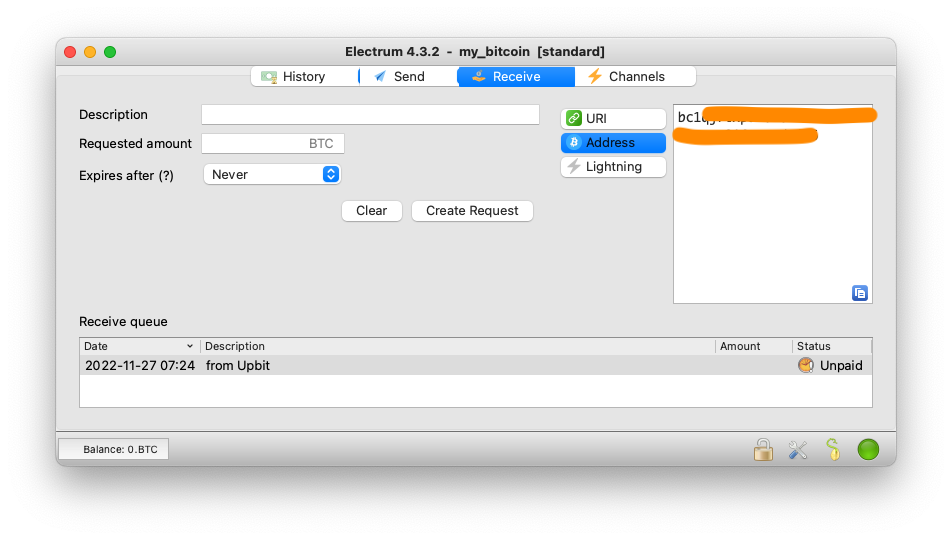 Electrum 4.3.2 - my_bitcoin [standard]
History Send Receive Channels
Description
Requested amount BTC
Expires after (?) Never
Clear Create Request
URI
Address
Lightning
bc1q
Receive queue
Date Description Amount Status
2022-11-27 07:24 from Upbit Unpaid
Balance: 0.BTC